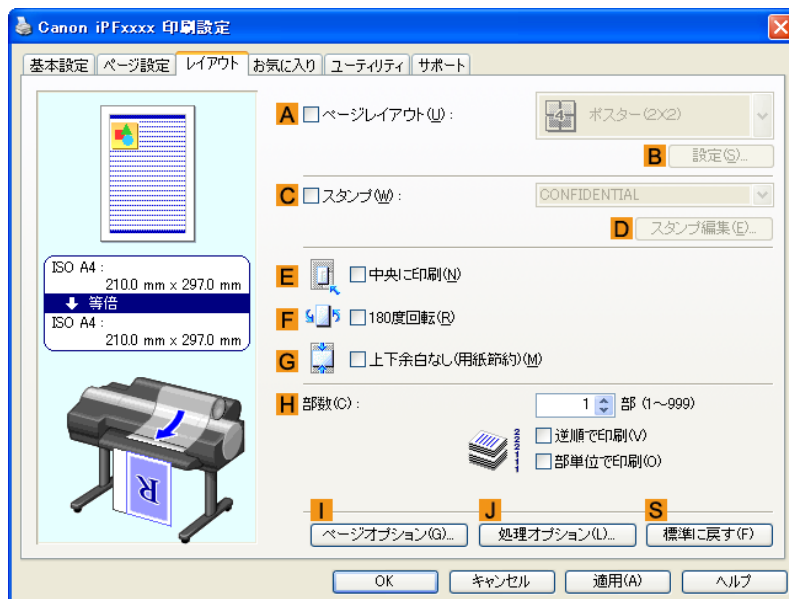 Canon iPFxxxx 印刷設定
基本設定 ページ設定 レイアウト お気に入り ユーティリティ サポート
A ページレイアウト(U) : 4 ポスター(2X2)
B 設定(S)...
C スタンプ(W) : CONFIDENTIAL
D スタンプ編集(E)...
ISO A4 :
210.0 mm x 297.0 mm
等倍
ISO A4 :
210.0 mm x 297.0 mm
E 中央に印刷(N)
F 180度回転(R)
G 上下余白なし(用紙節約)(M)
H 部数(C) : 1 部 (1～999)
逆順で印刷(V)
部単位で印刷(O)
2 2 2 1 1 1
R
I J S
ページオプション(G)... 処理オプション(L)... 標準に戻す(F)
OK キャンセル 適用(A) ヘルプ